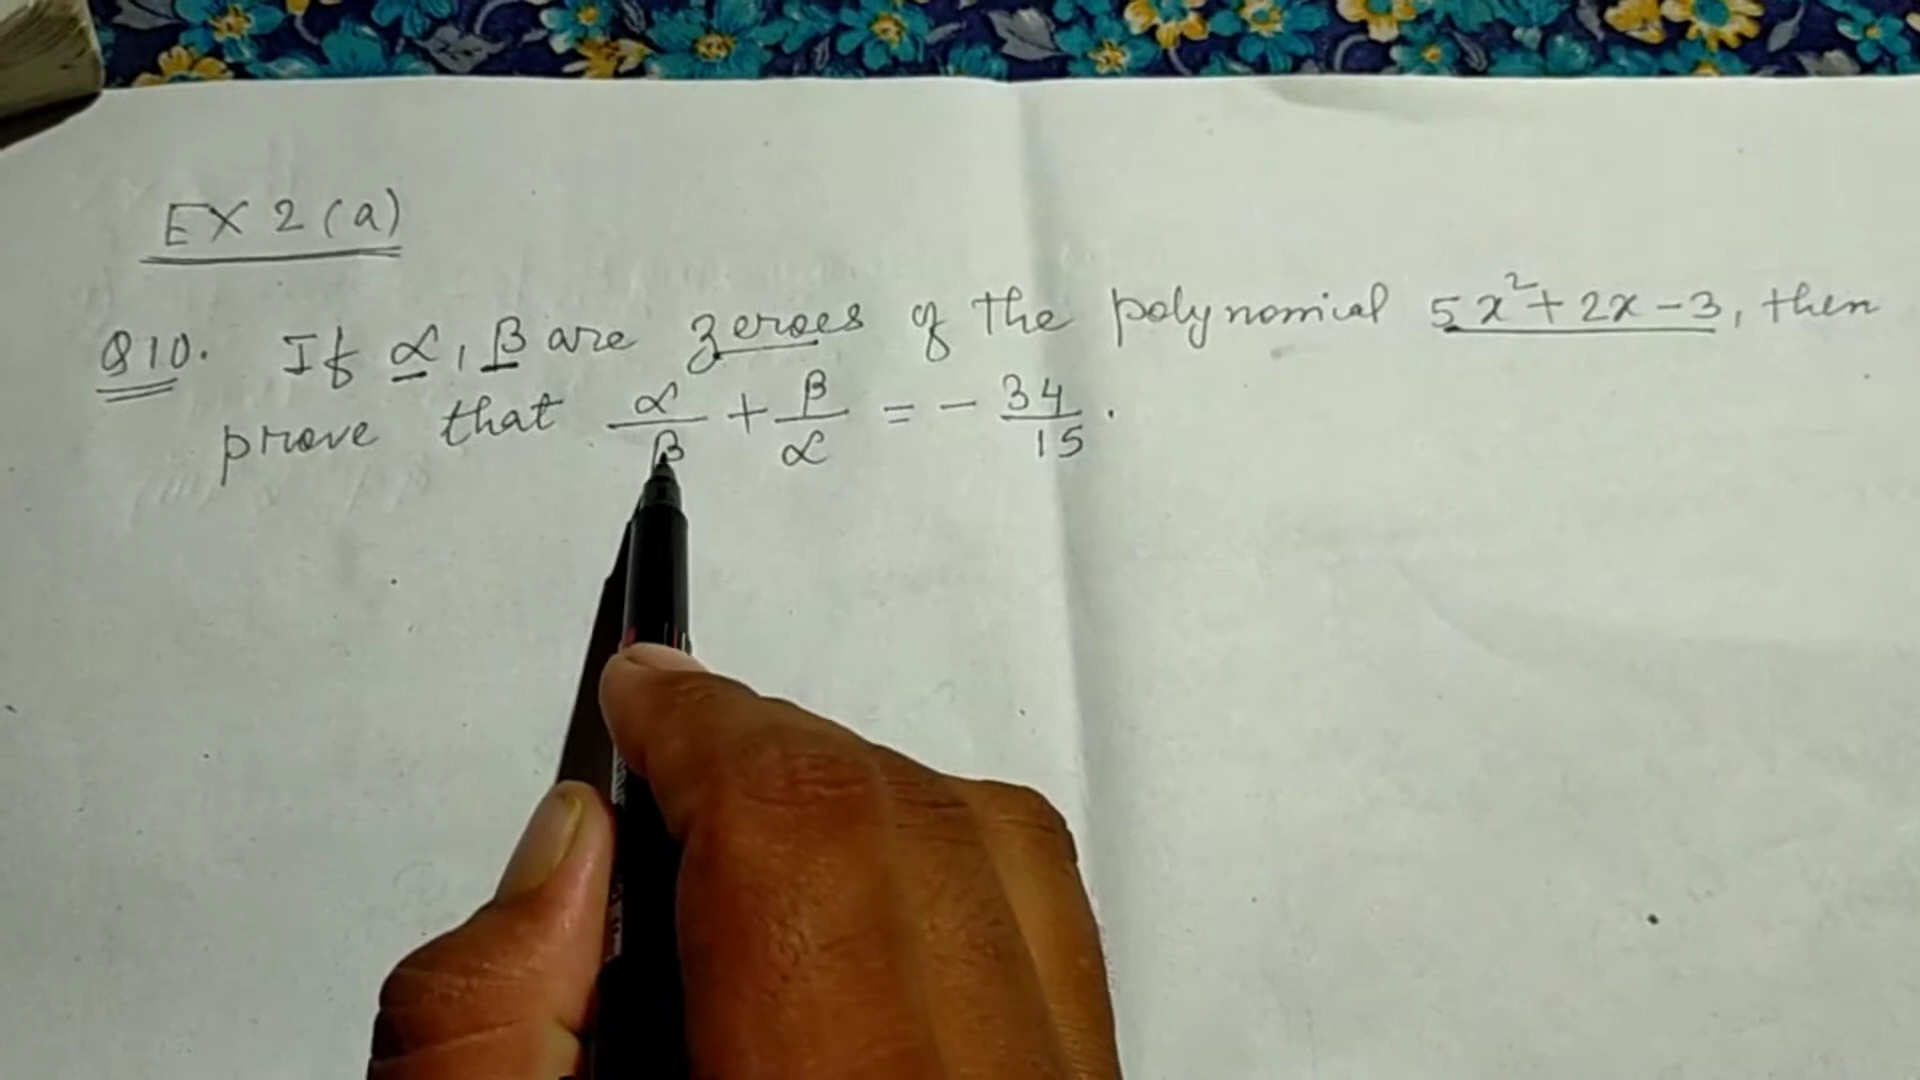 EX 2 (a)
Q10. If α, β are zeroes of the polynomial 5x²+2x-3, then
prove that α/β + β/α = - 34/15.